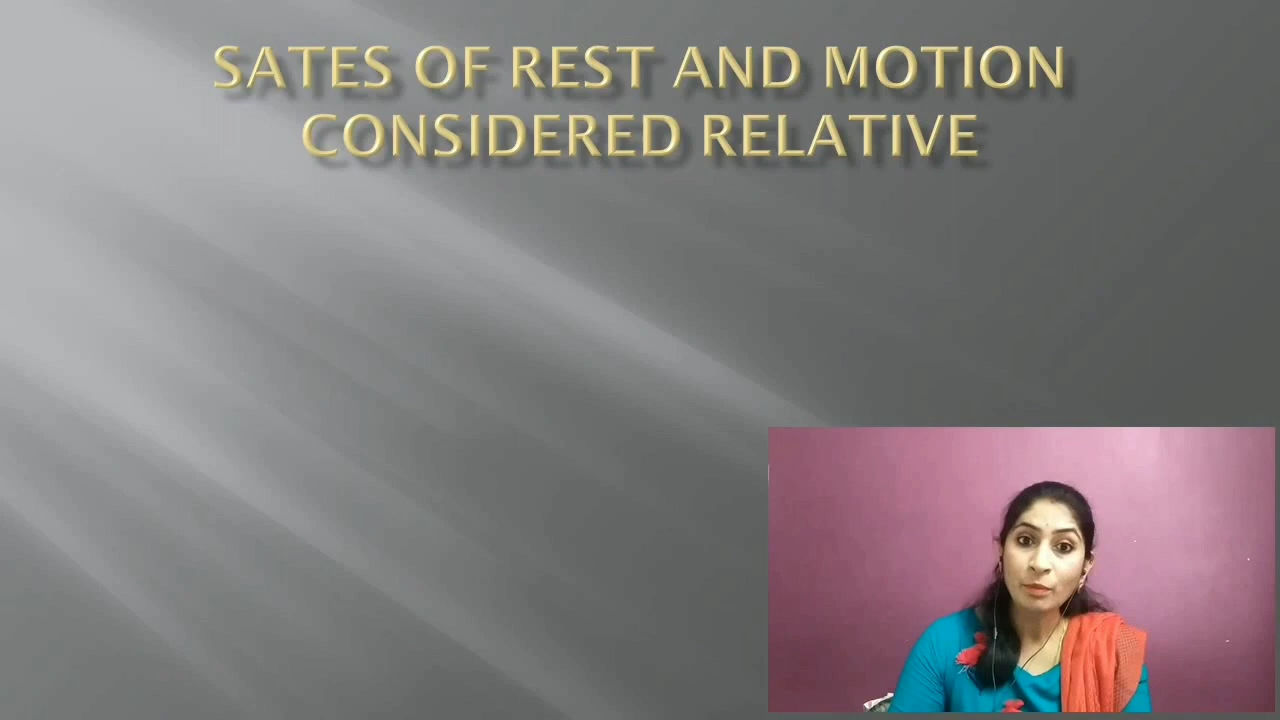 SATES OF REST AND MOTION
CONSIDERED RELATIVE